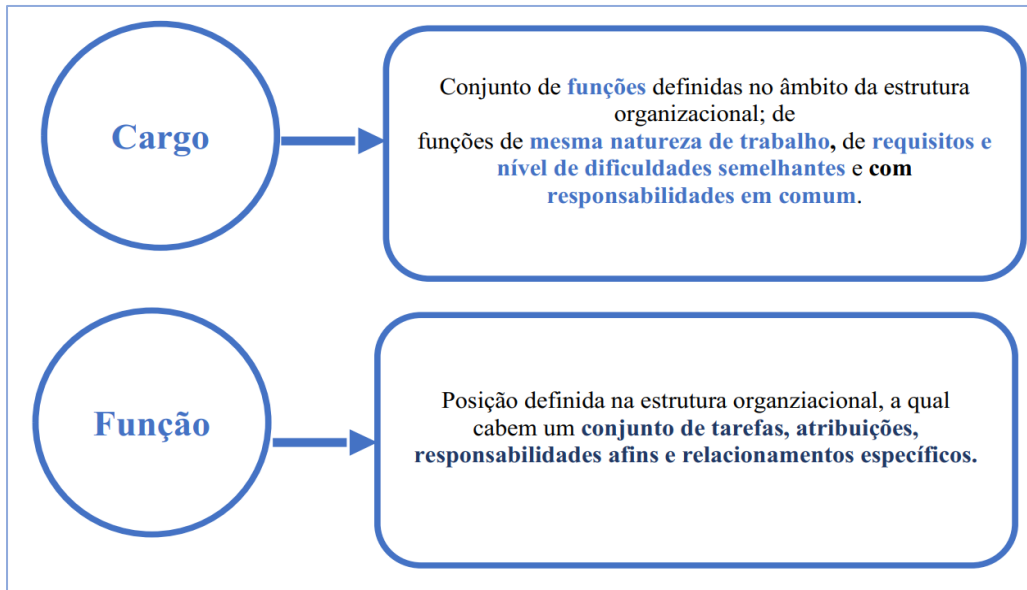 Cargo
Conjunto de funções definidas no âmbito da estrutura
organizacional; de
funções de mesma natureza de trabalho, de requisitos e
nível de dificuldades semelhantes e com
responsabilidades em comum.
Função
Posição definida na estrutura organziacional, a qual
cabem um conjunto de tarefas, atribuições,
responsabilidades afins e relacionamentos específicos.